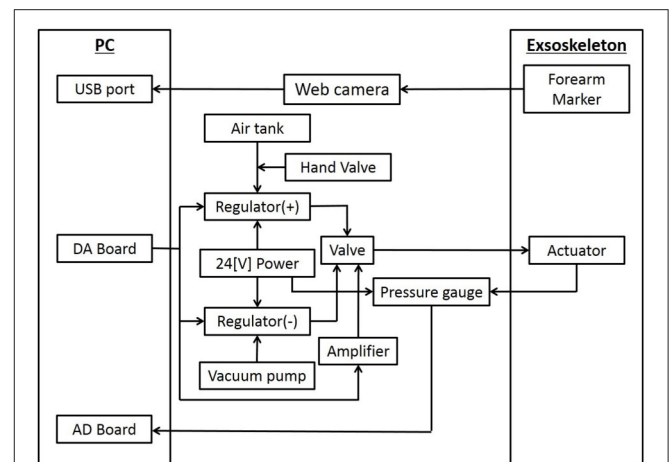 PC
Exsoskeleton
USB port
Web camera
Forearm
Marker
Air tank
Hand Valve
Regulator(+)
DA Board
24[V] Power
Valve
Actuator
Pressure gauge
Regulator(-)
Amplifier
Vacuum pump
AD Board